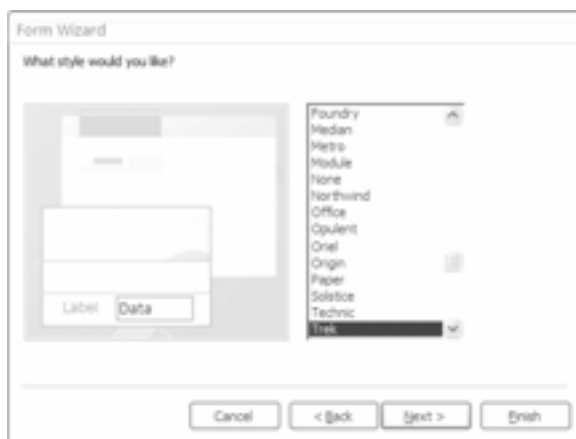 Form Wizard
What style would you like?
Foundry
Median
Metro
Module
None
Northwind
Office
Opulent
Oriel
Origin
Paper
Solstice
Technic
Trek
Label Data
Cancel < Back Next > Finish